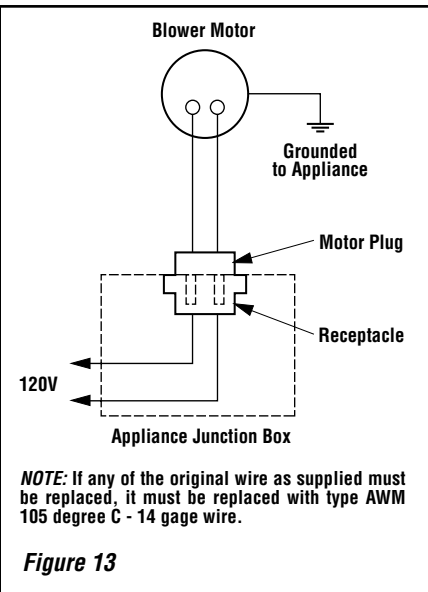 Blower Motor
Grounded
to Appliance
Motor Plug
Receptacle
120V
Appliance Junction Box
NOTE: If any of the original wire as supplied must
be replaced, it must be replaced with type AWM
105 degree C - 14 gage wire.
Figure 13